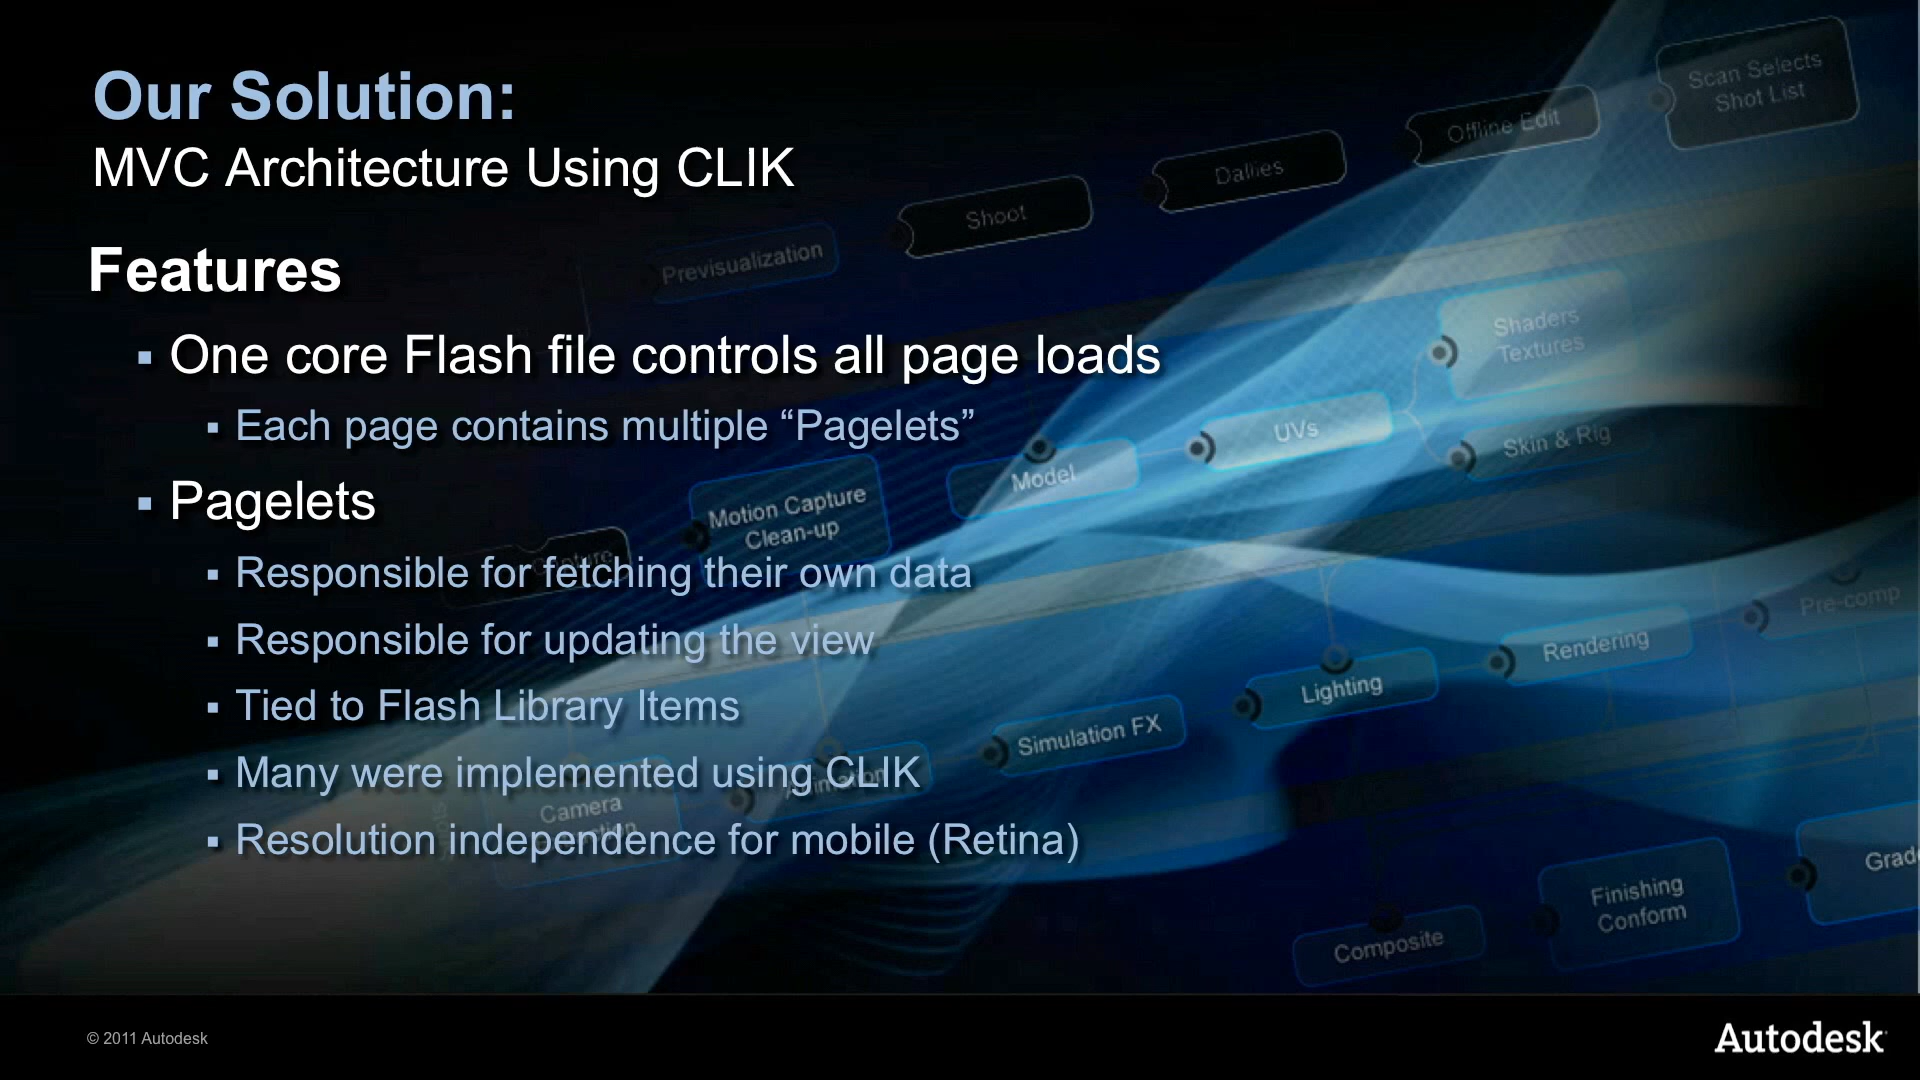 Our Solution:
MVC Architecture Using CLIK
Features
▪ One core Flash file controls all page loads
▪ Each page contains multiple “Pagelets”
▪ Pagelets
▪ Responsible for fetching their own data
▪ Responsible for updating the view
▪ Tied to Flash Library Items
▪ Many were implemented using CLIK
▪ Resolution independence for mobile (Retina)
Scan Selects
Shot List
Offline Edit
Dailies
Shoot
Previsualization
Shaders
Textures
UVs
Skin & Rig
Model
Motion Capture
Clean-up
Pre-comp
Rendering
Lighting
Simulation FX
Camera
Grade
Finishing
Conform
Composite
© 2011 Autodesk
Autodesk